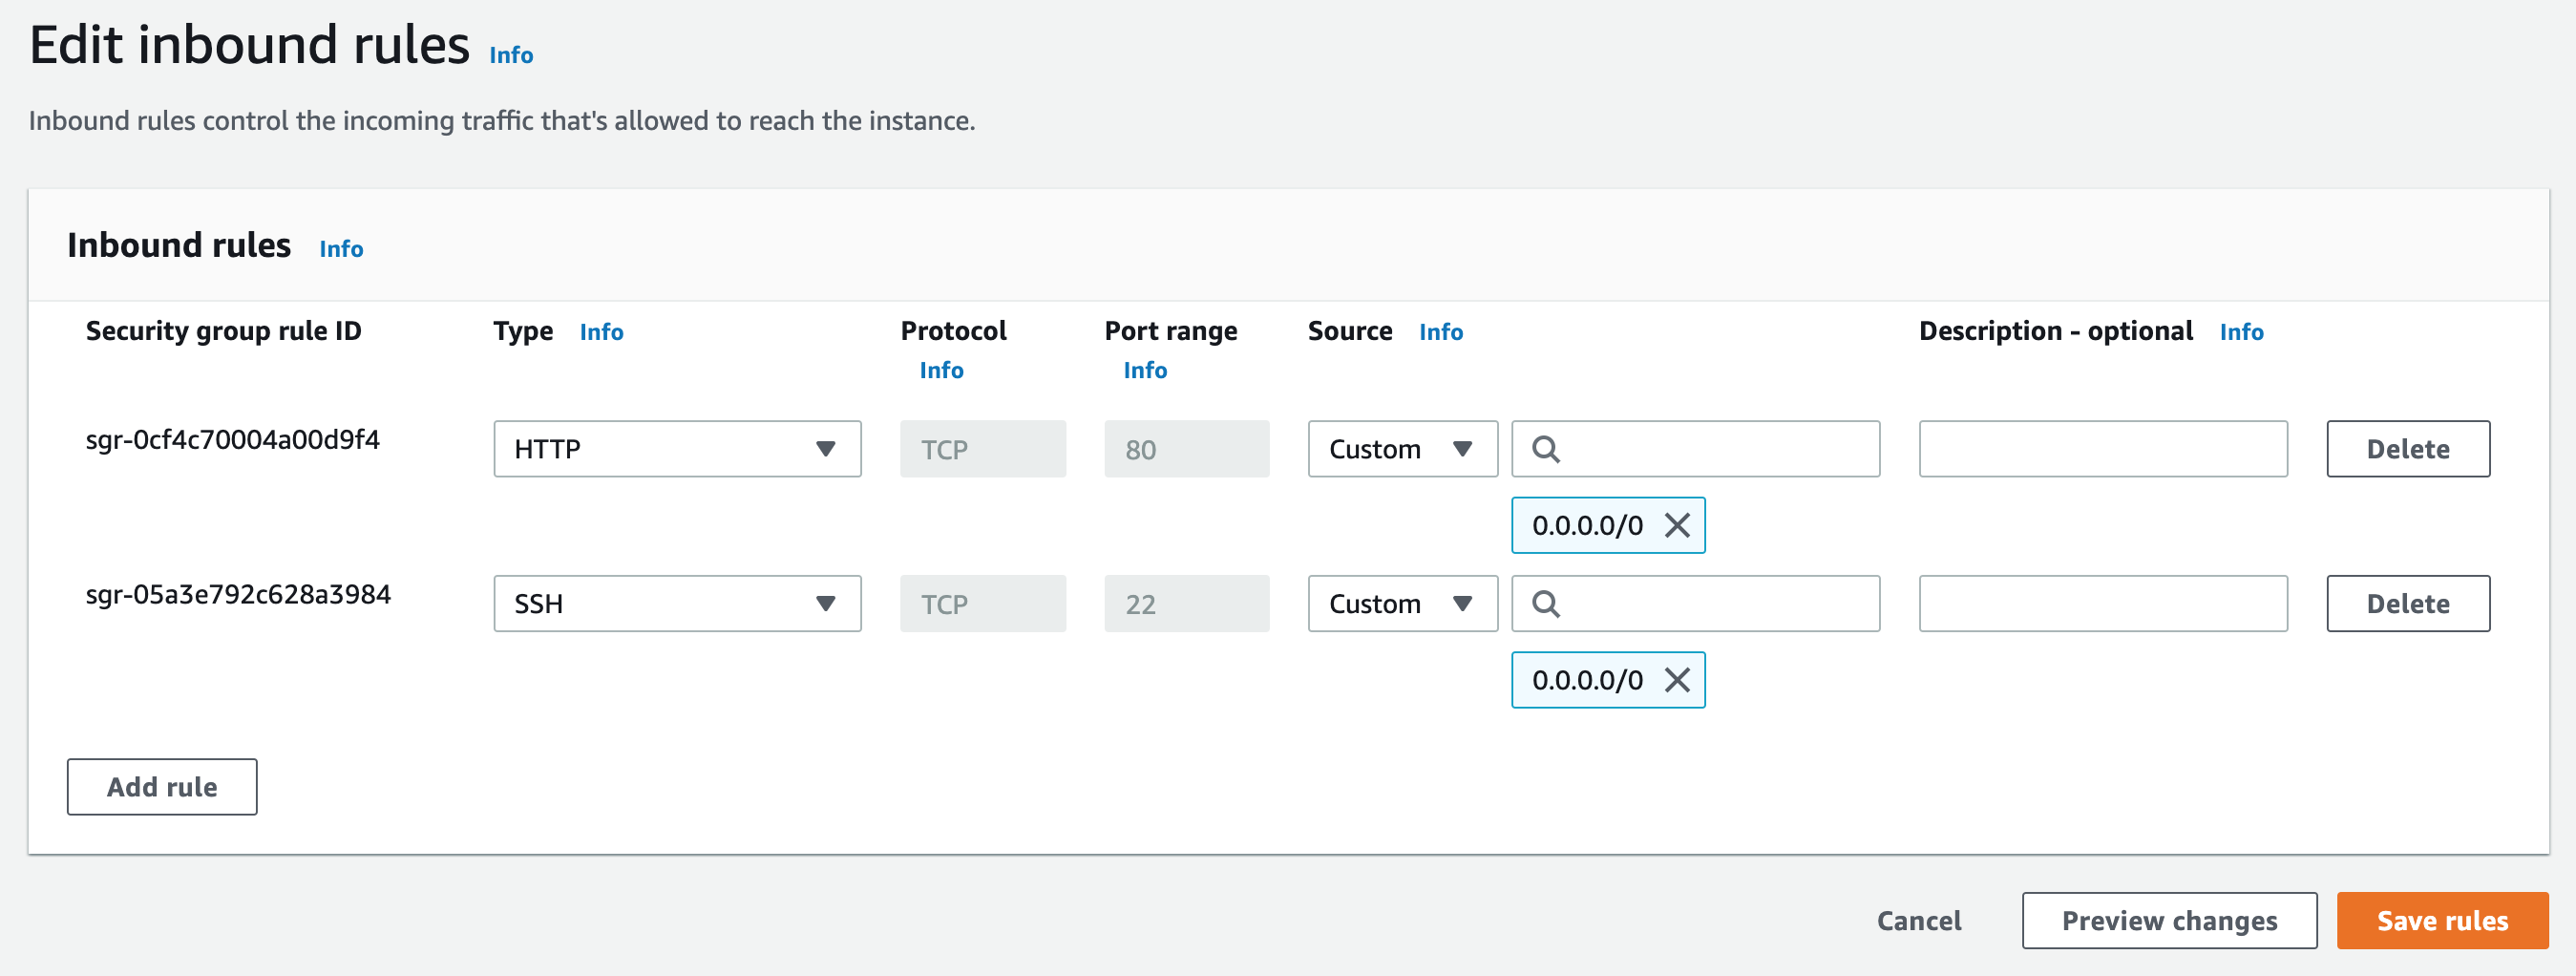 Edit inbound rules Info
Inbound rules control the incoming traffic that's allowed to reach the instance.
Inbound rules Info
Security group rule ID Type Info Protocol Info Port range Info Source Info Description - optional Info
sgr-0cf4c70004a00d9f4 HTTP TCP 80 Custom Delete
0.0.0.0/0
sgr-05a3e792c628a3984 SSH TCP 22 Custom Delete
0.0.0.0/0
Add rule
Cancel Preview changes Save rules